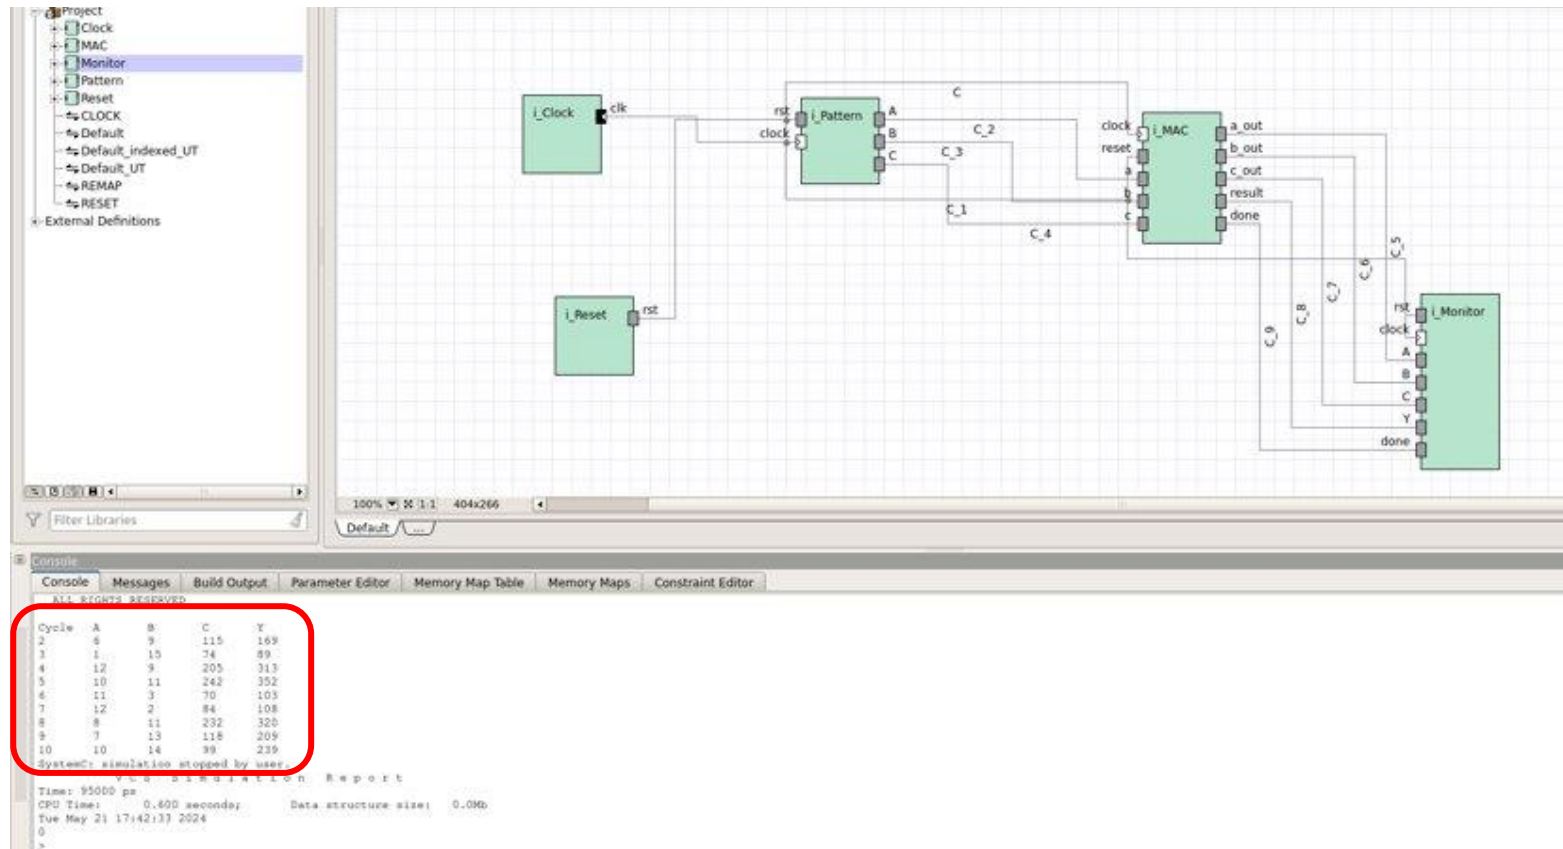 Project
Clock
MAC
Monitor
Pattern
Reset
CLOCK
Default
Default_indexed_UT
Default_UT
REMAP
RESET
External Definitions
Filter Libraries
i_Clock
clk
i_Reset
rst
rst
clock
i_Pattern
A
B
C
C
C_2
C_3
C_1
C_4
clock
reset
a
b
c
i_MAC
a_out
b_out
c_out
result
done
C_5
C_6
C_7
C_8
C_9
rst
clock
A
B
C
Y
done
i_Monitor
100% 1:1 404x266
Default ...
Console
Console Messages Build Output Parameter Editor Memory Map Table Memory Maps Constraint Editor
ALL RIGHTS RESERVED
Cycle A B C Y
2 6 9 115 169
3 1 15 74 89
4 12 9 205 313
5 10 11 242 352
6 11 3 70 103
7 12 2 84 108
8 8 11 232 320
9 7 13 118 209
10 10 14 99 239
SystemC: simulation stopped by user.
V C S S i m u l a t i o n R e p o r t
Time: 95000 ps
CPU Time: 0.600 seconds; Data structure size: 0.0Mb
Tue May 21 17:42:33 2024
0
>